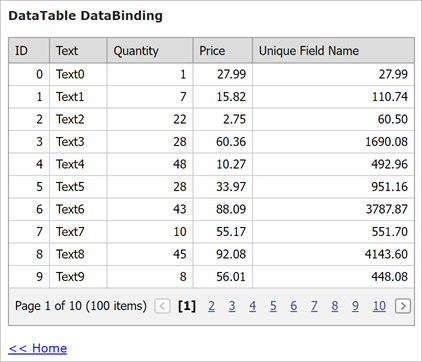 DataTable DataBinding
ID Text Quantity Price Unique Field Name
0 Text0 1 27.99 27.99
1 Text1 7 15.82 110.74
2 Text2 22 2.75 60.50
3 Text3 28 60.36 1690.08
4 Text4 48 10.27 492.96
5 Text5 28 33.97 951.16
6 Text6 43 88.09 3787.87
7 Text7 10 55.17 551.70
8 Text8 45 92.08 4143.60
9 Text9 8 56.01 448.08
Page 1 of 10 (100 items) < [1] 2 3 4 5 6 7 8 9 10 >
<< Home